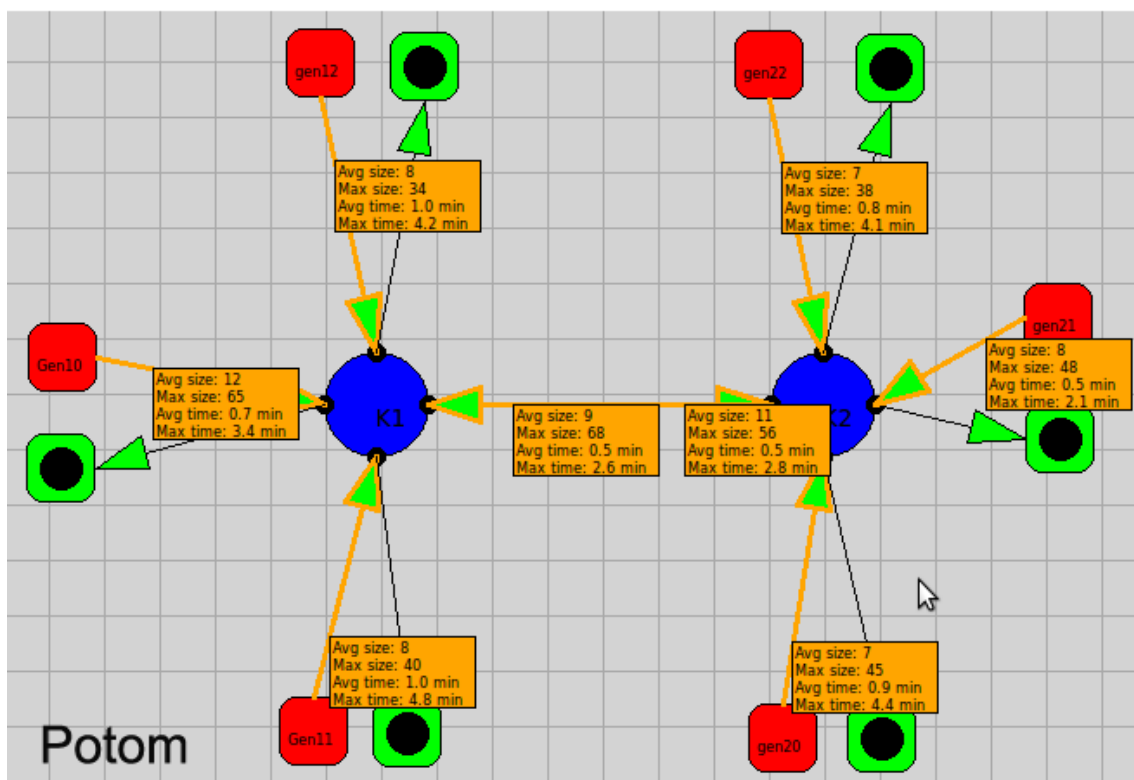 gen12
gen22
Avg size: 8
Max size: 34
Avg time: 1.0 min
Max time: 4.2 min
Avg size: 7
Max size: 38
Avg time: 0.8 min
Max time: 4.1 min
gen21
Gen10
Avg size: 8
Max size: 48
Avg time: 0.5 min
Max time: 2.1 min
Avg size: 12
Max size: 65
Avg time: 0.7 min
Max time: 3.4 min
K1
K2
Avg size: 9
Max size: 68
Avg time: 0.5 min
Max time: 2.6 min
Avg size: 11
Max size: 56
Avg time: 0.5 min
Max time: 2.8 min
Avg size: 8
Max size: 40
Avg time: 1.0 min
Max time: 4.8 min
Avg size: 7
Max size: 45
Avg time: 0.9 min
Max time: 4.4 min
Gen11
gen20
Potom